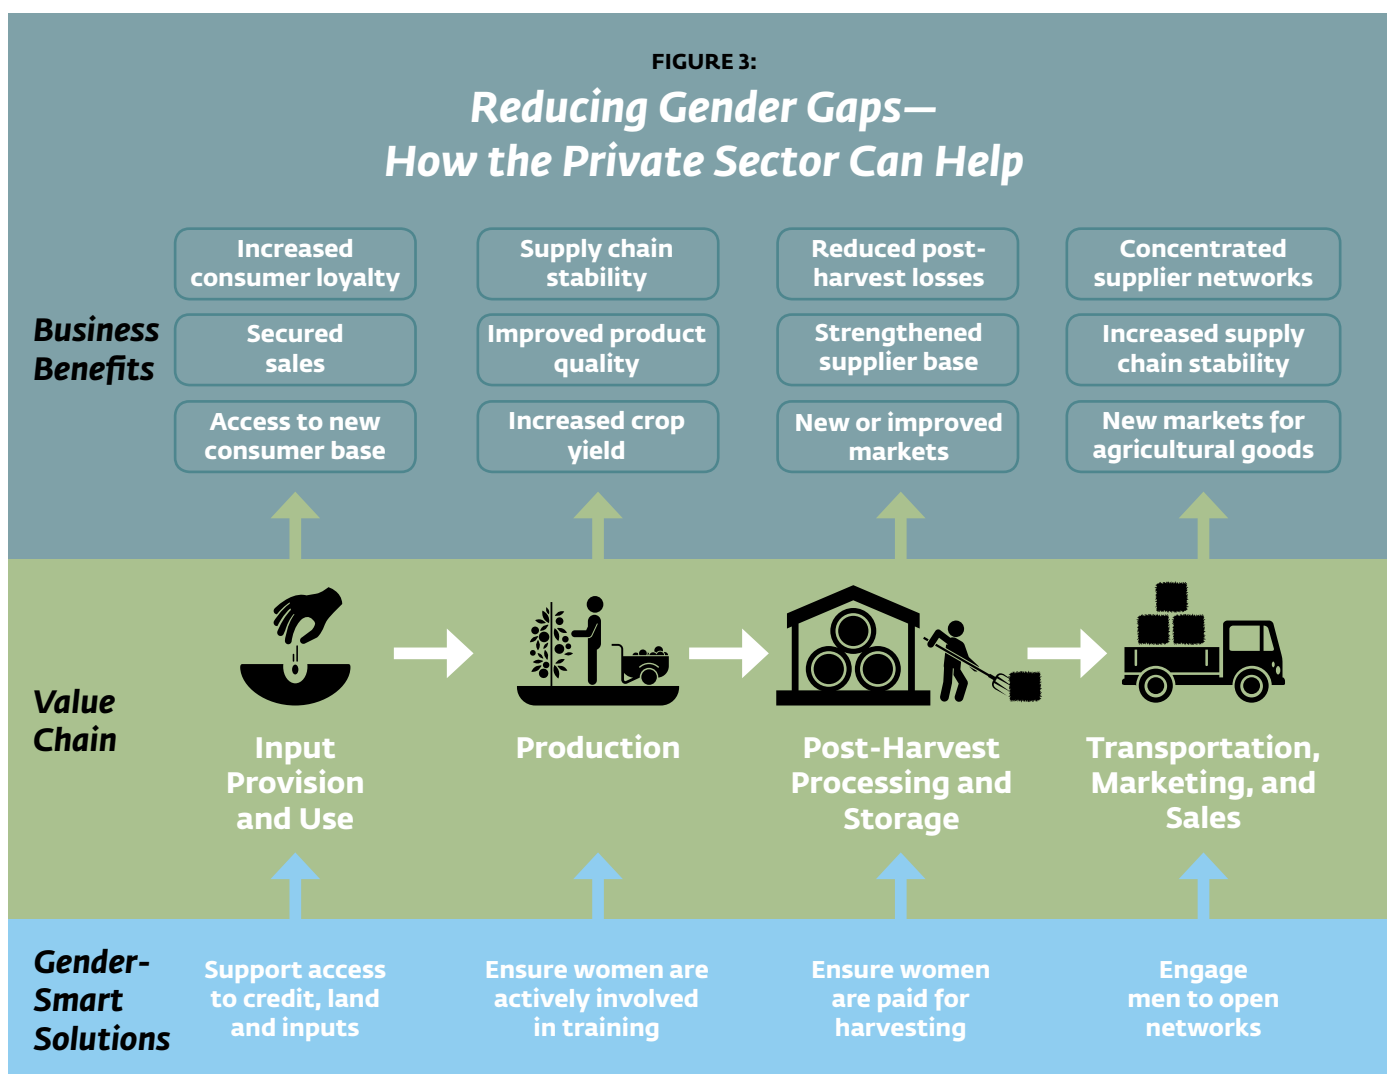 FIGURE 3:
Reducing Gender Gaps—
How the Private Sector Can Help
Business
Benefits
Increased
consumer loyalty
Secured
sales
Access to new
consumer base
Supply chain
stability
Improved product
quality
Increased crop
yield
Reduced post-
harvest losses
Strengthened
supplier base
New or improved
markets
Concentrated
supplier networks
Increased supply
chain stability
New markets for
agricultural goods
Value
Chain
Input
Provision
and Use
Production
Post-Harvest
Processing and
Storage
Transportation,
Marketing, and
Sales
Gender-
Smart
Solutions
Support access
to credit, land
and inputs
Ensure women are
actively involved
in training
Ensure women
are paid for
harvesting
Engage
men to open
networks